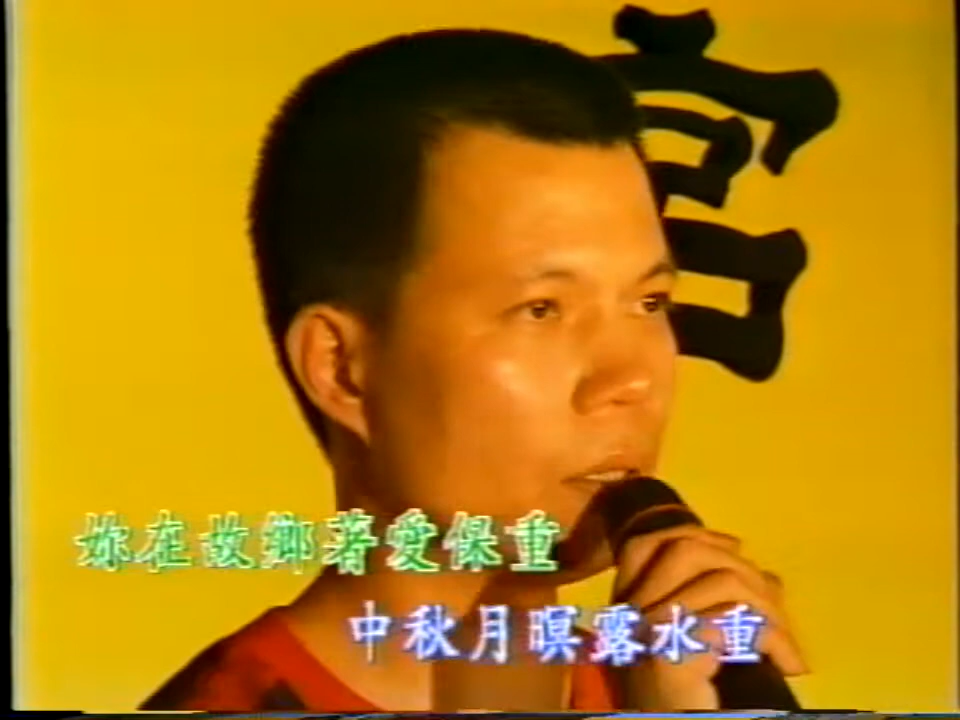 宮
妳在故鄉著愛保重
中秋月暝露水重